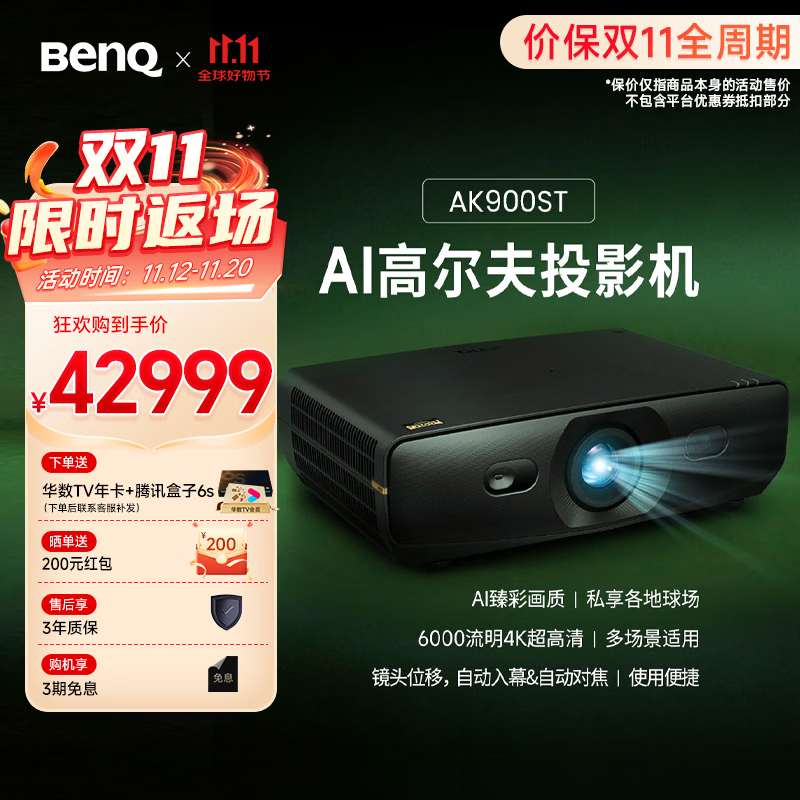 BenQ × 11.11
全球好物节
价保双11全周期
*保价仅指商品本身的活动售价
不包含平台优惠券抵扣部分
双11
限时返场
活动时间：11.12-11.20
狂欢购到手价
¥42999
下单送
华数TV年卡+腾讯盒子6s
（下单后联系客服补发）
华数TV会员
晒单送
200元红包
¥200
售后享
3年质保
购机享
3期免息
免息
AK900ST
AI高尔夫投影机
AI臻彩画质｜私享各地球场
6000流明4K超高清｜多场景适用
镜头位移，自动入幕&自动对焦｜使用便捷